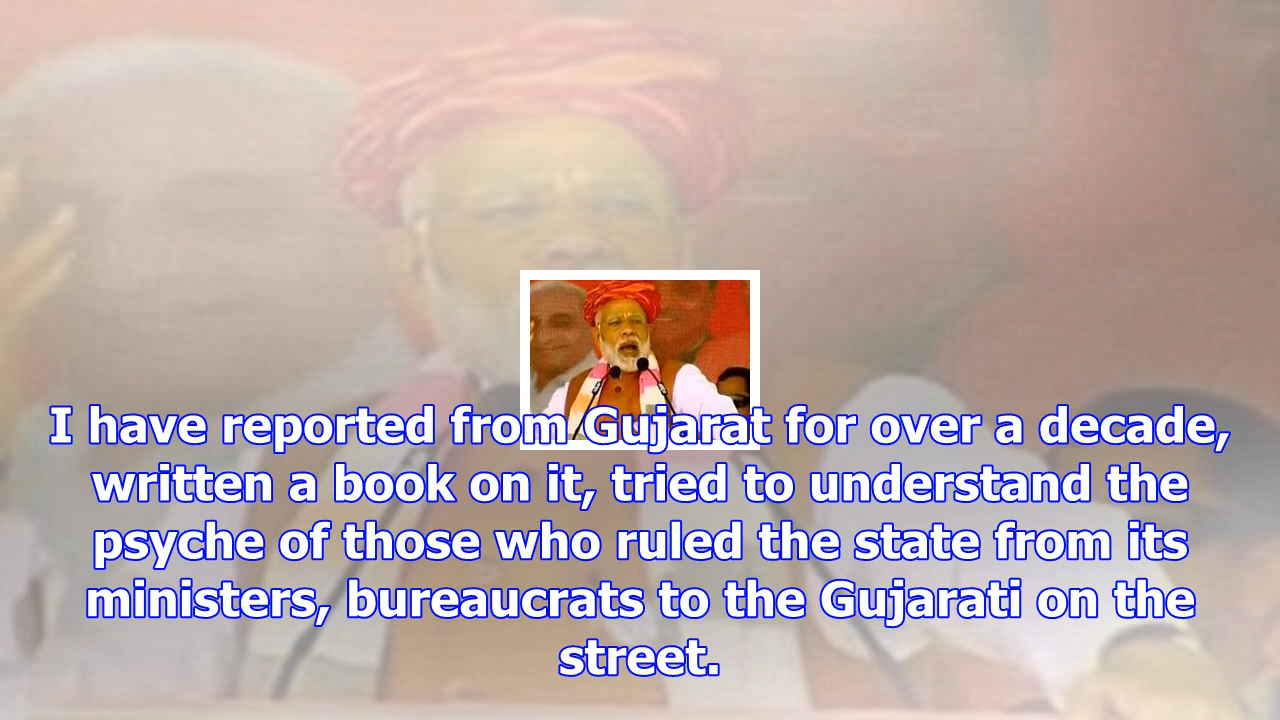 I have reported from Gujarat for over a decade,
written a book on it, tried to understand the
psyche of those who ruled the state from its
ministers, bureaucrats to the Gujarati on the
street.